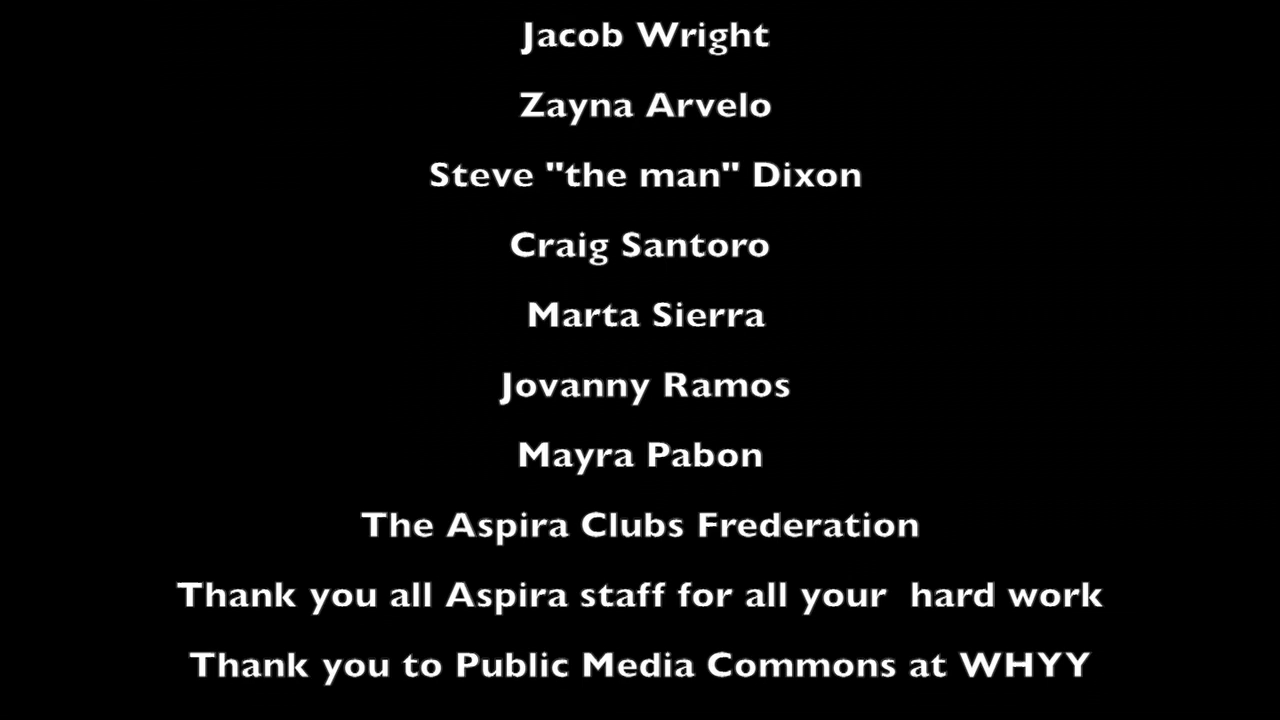 Jacob Wright
Zayna Arvelo
Steve "the man" Dixon
Craig Santoro
Marta Sierra
Jovanny Ramos
Mayra Pabon
The Aspira Clubs Frederation
Thank you all Aspira staff for all your  hard work
Thank you to Public Media Commons at WHYY